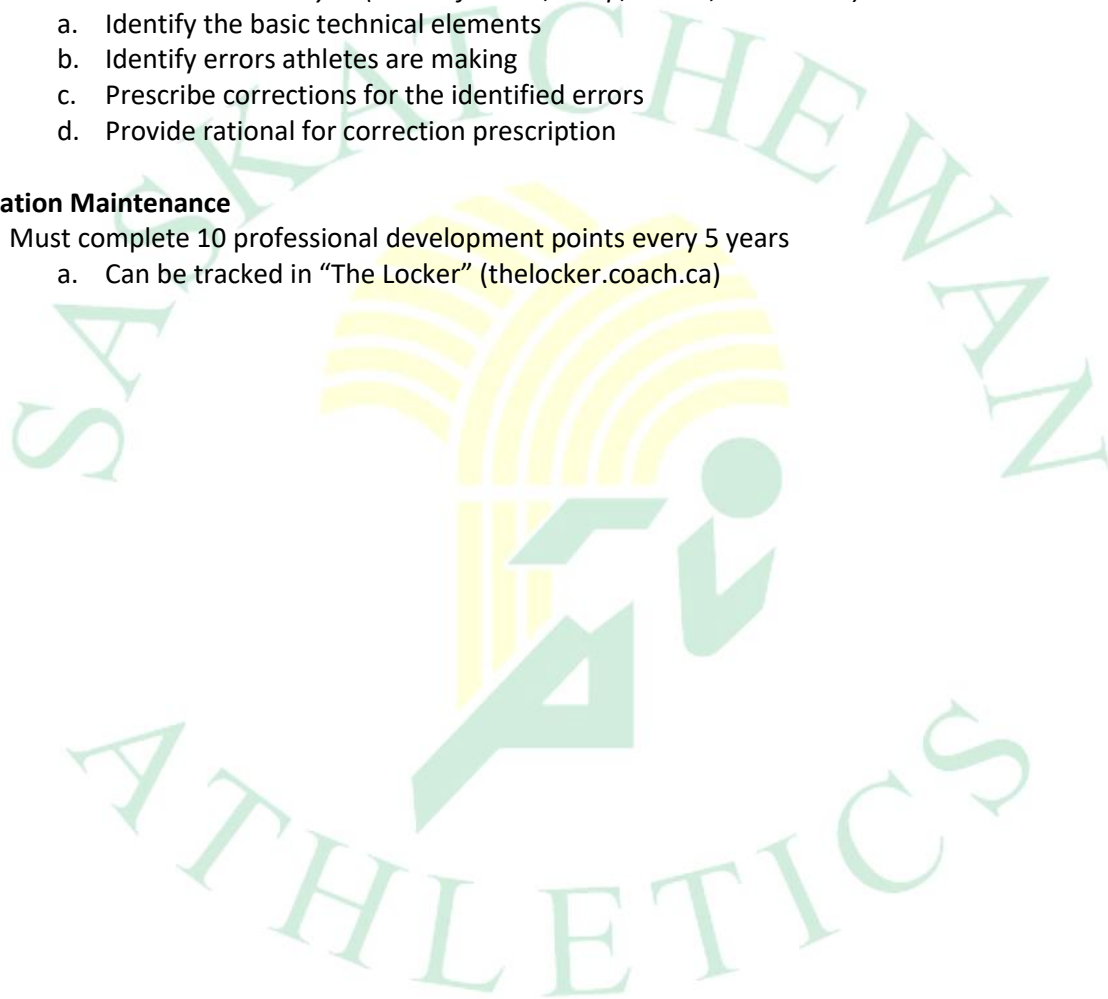 a. Identify the basic technical elements
b. Identify errors athletes are making
c. Prescribe corrections for the identified errors
d. Provide rational for correction prescription
ation Maintenance
Must complete 10 professional development points every 5 years
a. Can be tracked in “The Locker” (thelocker.coach.ca)
SASKATCHEWAN
ATHLETICS